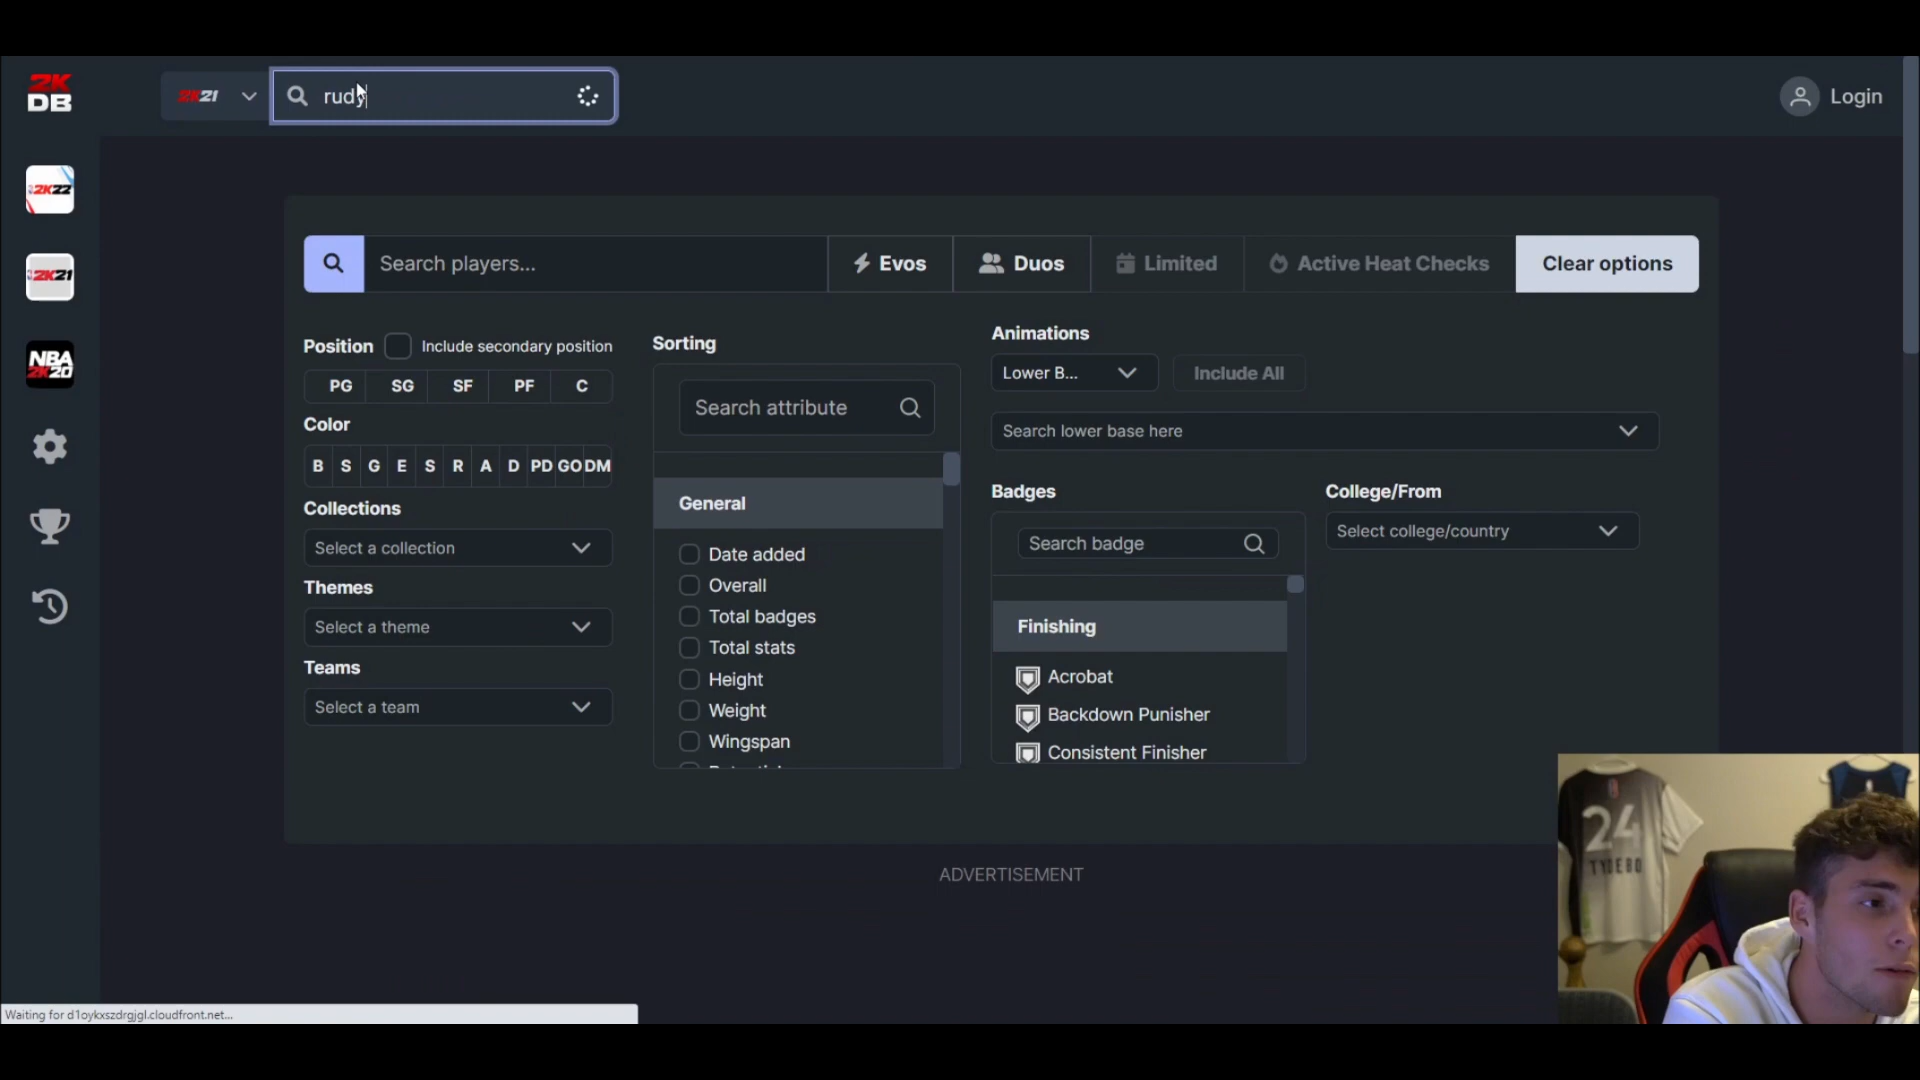 2K
DB
2K21
rudy
Login
2K22
2K21
NBA
2K20
Search players...
Evos
Duos
Limited
Active Heat Checks
Clear options
Position
Include secondary position
PG SG SF PF C
Color
B S G E S R A D PD GO DM
Collections
Select a collection
Themes
Select a theme
Teams
Select a team
Sorting
Search attribute
General
Date added
Overall
Total badges
Total stats
Height
Weight
Wingspan
Animations
Lower B...
Include All
Search lower base here
Badges
Search badge
Finishing
Acrobat
Backdown Punisher
Consistent Finisher
College/From
Select college/country
ADVERTISEMENT
24
TYDEBO
Waiting for d1oykxszdrgjgl.cloudfront.net...